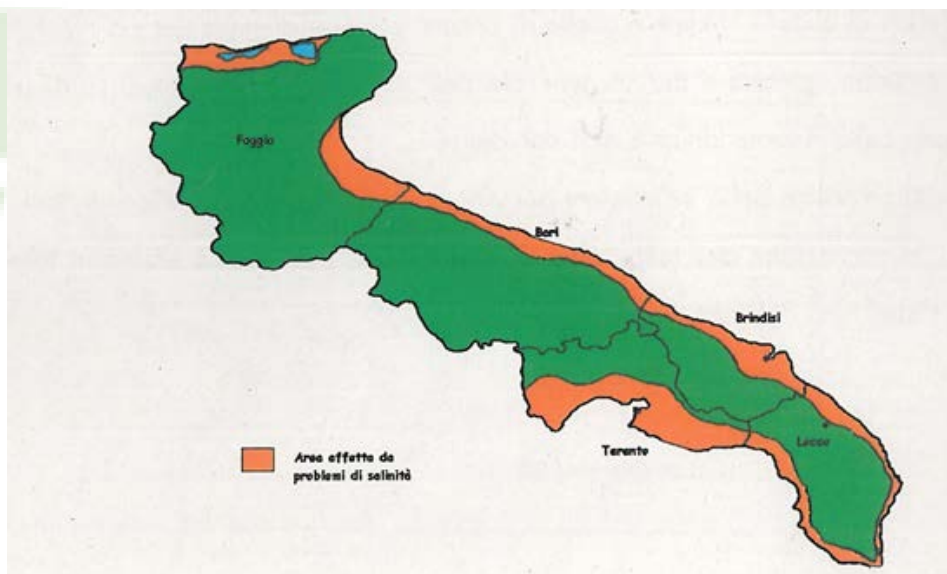 Foggia
Bari
Brindisi
Lecce
Taranto
Area affetta da
problemi di salinità